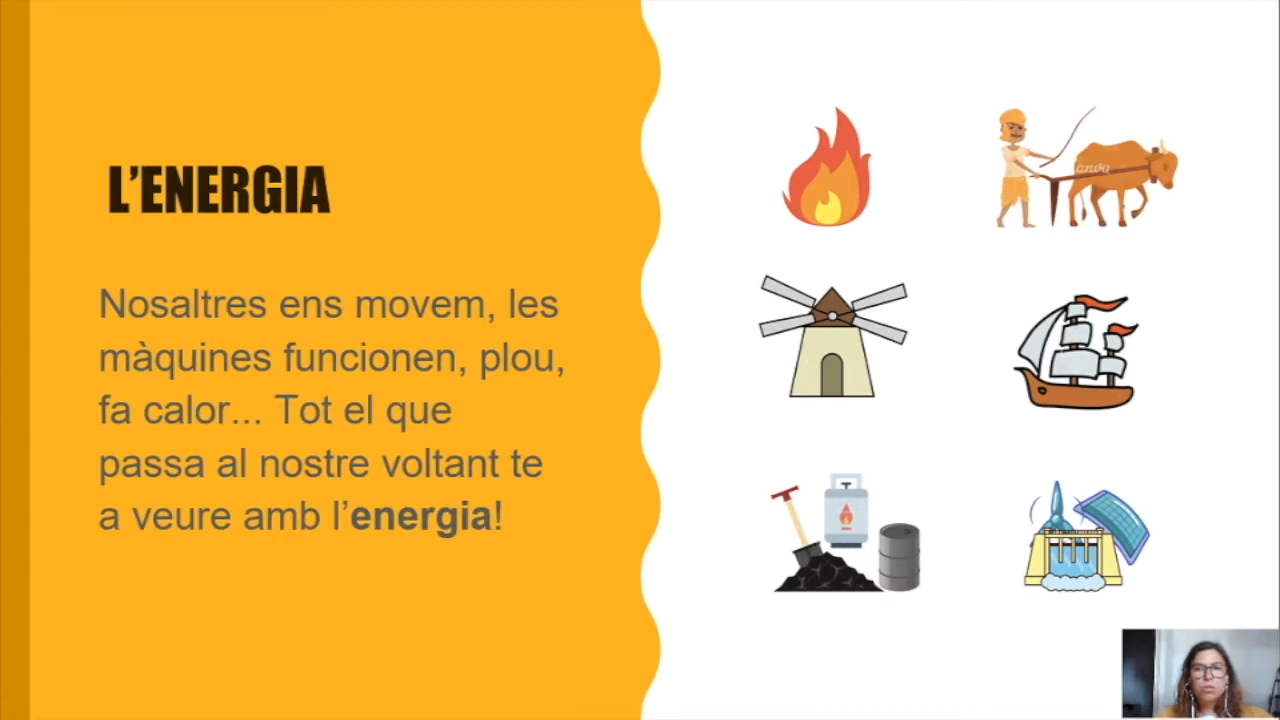 L’ENERGIA
Nosaltres ens movem, les
màquines funcionen, plou,
fa calor... Tot el que
passa al nostre voltant te
a veure amb l’energia!